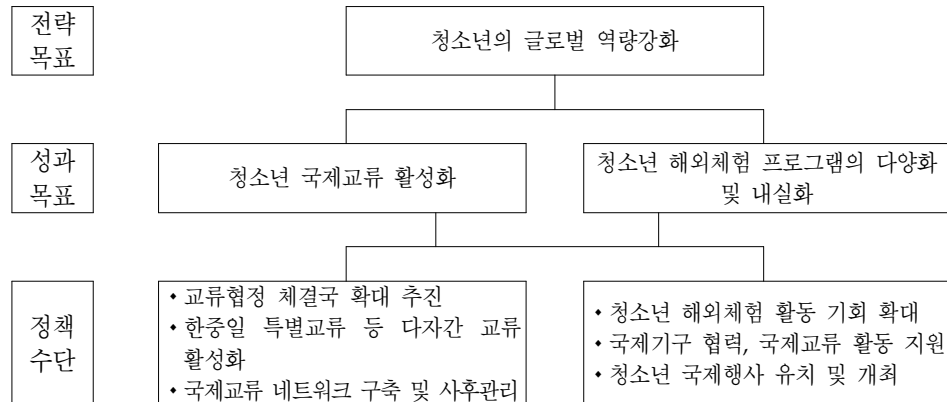 전략
목표
청소년의 글로벌 역량강화
성과
목표
청소년 국제교류 활성화
청소년 해외체험 프로그램의 다양화
및 내실화
정책
수단
• 교류협정 체결국 확대 추진
• 한중일 특별교류 등 다자간 교류
활성화
• 국제교류 네트워크 구축 및 사후관리
• 청소년 해외체험 활동 기회 확대
• 국제기구 협력, 국제교류 활동 지원
• 청소년 국제행사 유치 및 개최